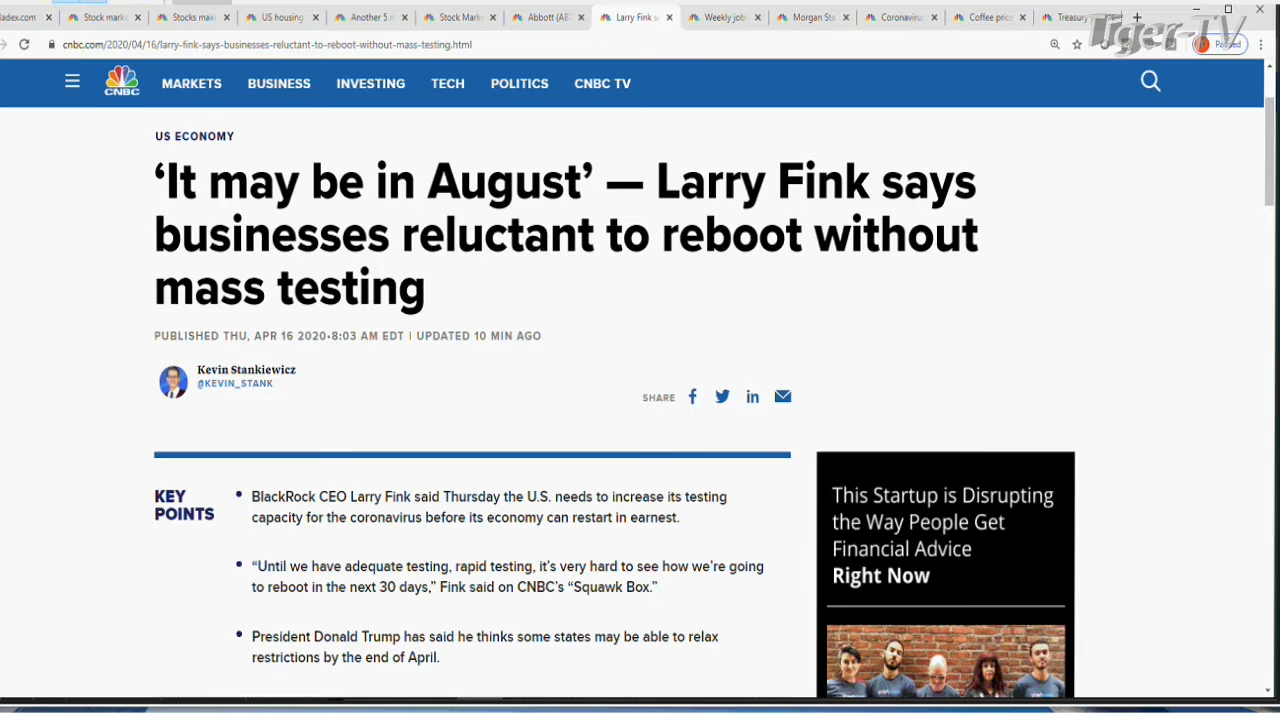 adex.com
Stock marke
Stocks maki
US housing
Another 5 m
Stock Mark
Abbott (AB
Larry Fink s
Weekly job
Morgan Sta
Coronaviru
Coffee price
Treasury
Tiger-TV
cnbc.com/2020/04/16/larry-fink-says-businesses-reluctant-to-reboot-without-mass-testing.html
Paused
CNBC
MARKETS
BUSINESS
INVESTING
TECH
POLITICS
CNBC TV
US ECONOMY
‘It may be in August’ — Larry Fink says
businesses reluctant to reboot without
mass testing
PUBLISHED THU, APR 16 2020•8:03 AM EDT | UPDATED 10 MIN AGO
Kevin Stankiewicz
@KEVIN_STANK
SHARE
KEY
POINTS
• BlackRock CEO Larry Fink said Thursday the U.S. needs to increase its testing
capacity for the coronavirus before its economy can restart in earnest.
• “Until we have adequate testing, rapid testing, it’s very hard to see how we’re going
to reboot in the next 30 days,” Fink said on CNBC’s “Squawk Box.”
• President Donald Trump has said he thinks some states may be able to relax
restrictions by the end of April.
This Startup is Disrupting
the Way People Get
Financial Advice
Right Now